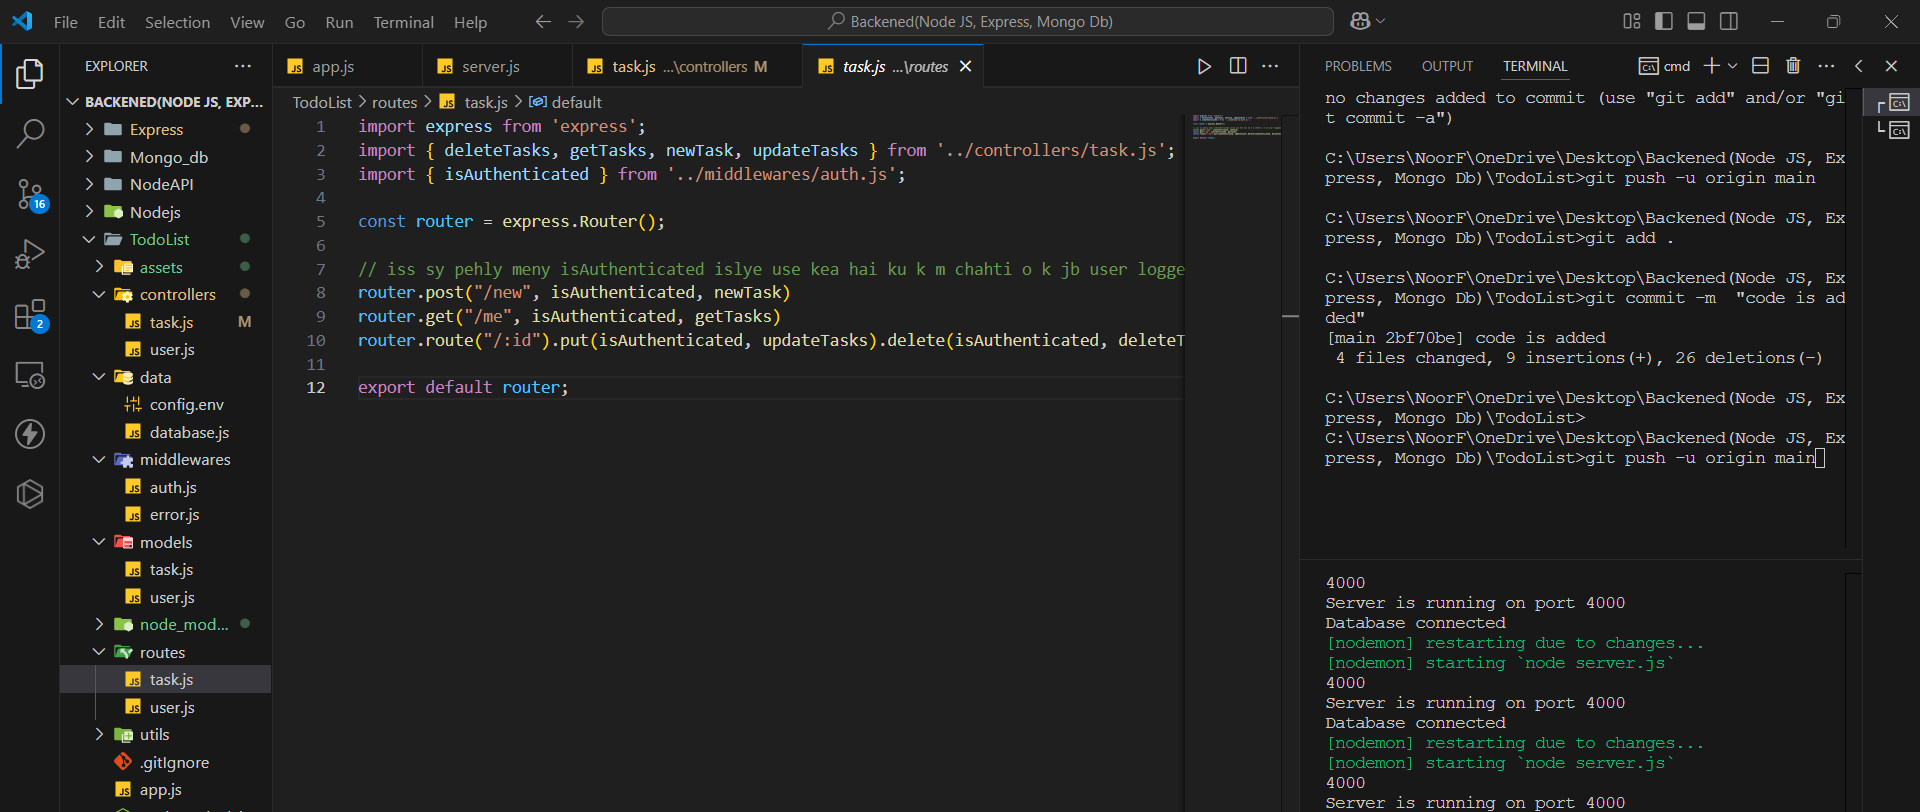 File Edit Selection View Go Run Terminal Help
Backened(Node JS, Express, Mongo Db)
EXPLORER
BACKENED(NODE JS, EXP...
Express
Mongo_db
NodeAPI
Nodejs
TodoList
assets
controllers
task.js M
user.js
data
config.env
database.js
middlewares
auth.js
error.js
models
task.js
user.js
node_mod...
routes
task.js
user.js
utils
.gitIgnore
app.js
16
2
app.js
server.js
task.js ...\controllers M
task.js ...\routes
TodoList > routes > task.js > default
1 import express from 'express';
2 import { deleteTasks, getTasks, newTask, updateTasks } from '../controllers/task.js';
3 import { isAuthenticated } from '../middlewares/auth.js';
4
5 const router = express.Router();
6
7 // iss sy pehly meny isAuthenticated islye use kea hai ku k m chahti o k jb user logge
8 router.post("/new", isAuthenticated, newTask)
9 router.get("/me", isAuthenticated, getTasks)
10 router.route("/:id").put(isAuthenticated, updateTasks).delete(isAuthenticated, deleteT
11
12 export default router;
PROBLEMS OUTPUT TERMINAL
cmd
no changes added to commit (use "git add" and/or "gi
t commit -a")
C:\Users\NoorF\OneDrive\Desktop\Backened(Node JS, Ex
press, Mongo Db)\TodoList>git push -u origin main
C:\Users\NoorF\OneDrive\Desktop\Backened(Node JS, Ex
press, Mongo Db)\TodoList>git add .
C:\Users\NoorF\OneDrive\Desktop\Backened(Node JS, Ex
press, Mongo Db)\TodoList>git commit -m  "code is ad
ded"
[main 2bf70be] code is added
4 files changed, 9 insertions(+), 26 deletions(-)
C:\Users\NoorF\OneDrive\Desktop\Backened(Node JS, Ex
press, Mongo Db)\TodoList>
C:\Users\NoorF\OneDrive\Desktop\Backened(Node JS, Ex
press, Mongo Db)\TodoList>git push -u origin main
4000
Server is running on port 4000
Database connected
[nodemon] restarting due to changes...
[nodemon] starting `node server.js`
4000
Server is running on port 4000
Database connected
[nodemon] restarting due to changes...
[nodemon] starting `node server.js`
4000
Server is running on port 4000